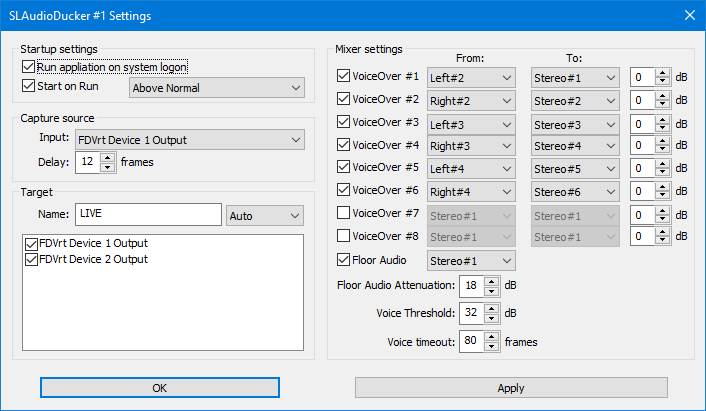 SLAudioDucker #1 Settings
Startup settings
Run appliation on system logon
Start on Run
Above Normal
Capture source
Input: FDVrt Device 1 Output
Delay: 12 frames
Target
Name: LIVE Auto
FDVrt Device 1 Output
FDVrt Device 2 Output
Mixer settings
From: To:
VoiceOver #1 Left#2 Stereo#1 0 dB
VoiceOver #2 Right#2 Stereo#2 0 dB
VoiceOver #3 Left#3 Stereo#3 0 dB
VoiceOver #4 Right#3 Stereo#4 0 dB
VoiceOver #5 Left#4 Stereo#5 0 dB
VoiceOver #6 Right#4 Stereo#6 0 dB
VoiceOver #7 Stereo#1 Stereo#1 0 dB
VoiceOver #8 Stereo#1 Stereo#1 0 dB
Floor Audio Stereo#1
Floor Audio Attenuation: 18 dB
Voice Threshold: 32 dB
Voice timeout: 80 frames
OK
Apply